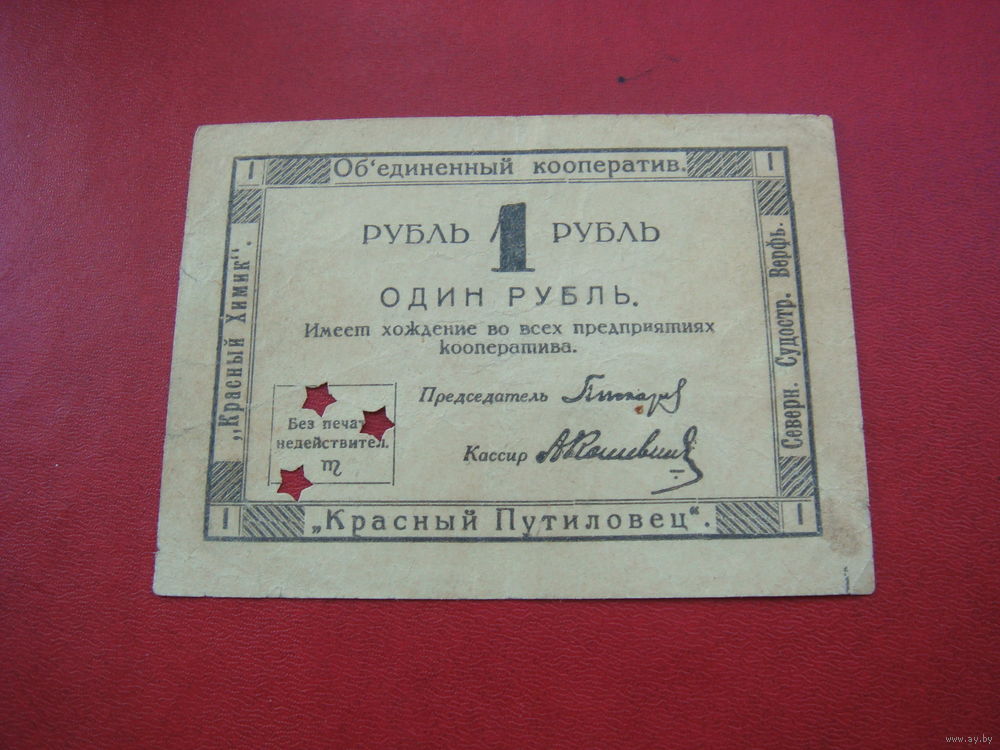 1 Об'единенный кооператив. 1
РУБЛЬ 1 РУБЛЬ
ОДИН РУБЛЬ.
Имеет хождение во всех предприятиях
кооператива.
Председатель
Кассир
Без печат
недействител.
т
„Красный Химик“.
Северн. Судостр. Верфь.
1 „Красный Путиловец“. 1
www.ay.by